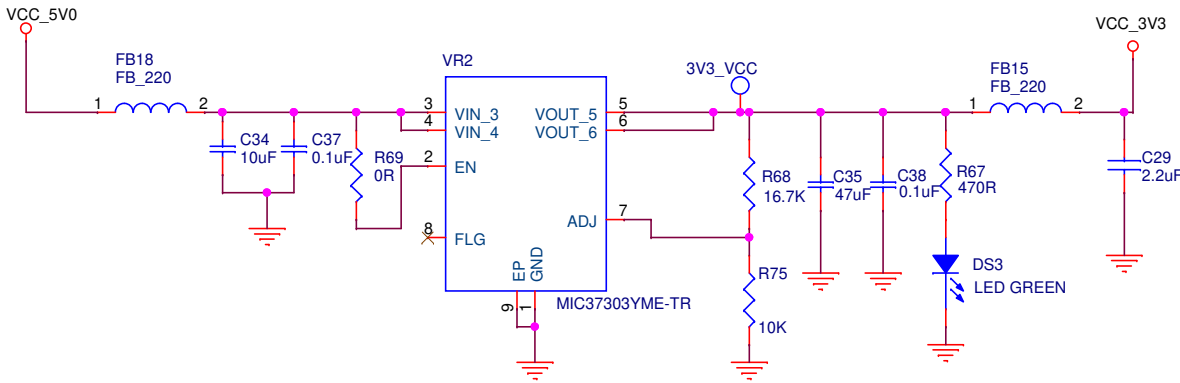 VCC_5V0
FB18
FB_220
1
2
C34
10uF
C37
0.1uF
R69
0R
VR2
3
4
2
8
VIN_3
VIN_4
EN
FLG
EP
GND
9
1
VOUT_5
VOUT_6
ADJ
5
6
7
MIC37303YME-TR
3V3_VCC
R68
16.7K
R75
10K
C35
47uF
C38
0.1uF
R67
470R
DS3
LED GREEN
FB15
FB_220
1
2
VCC_3V3
C29
2.2uF